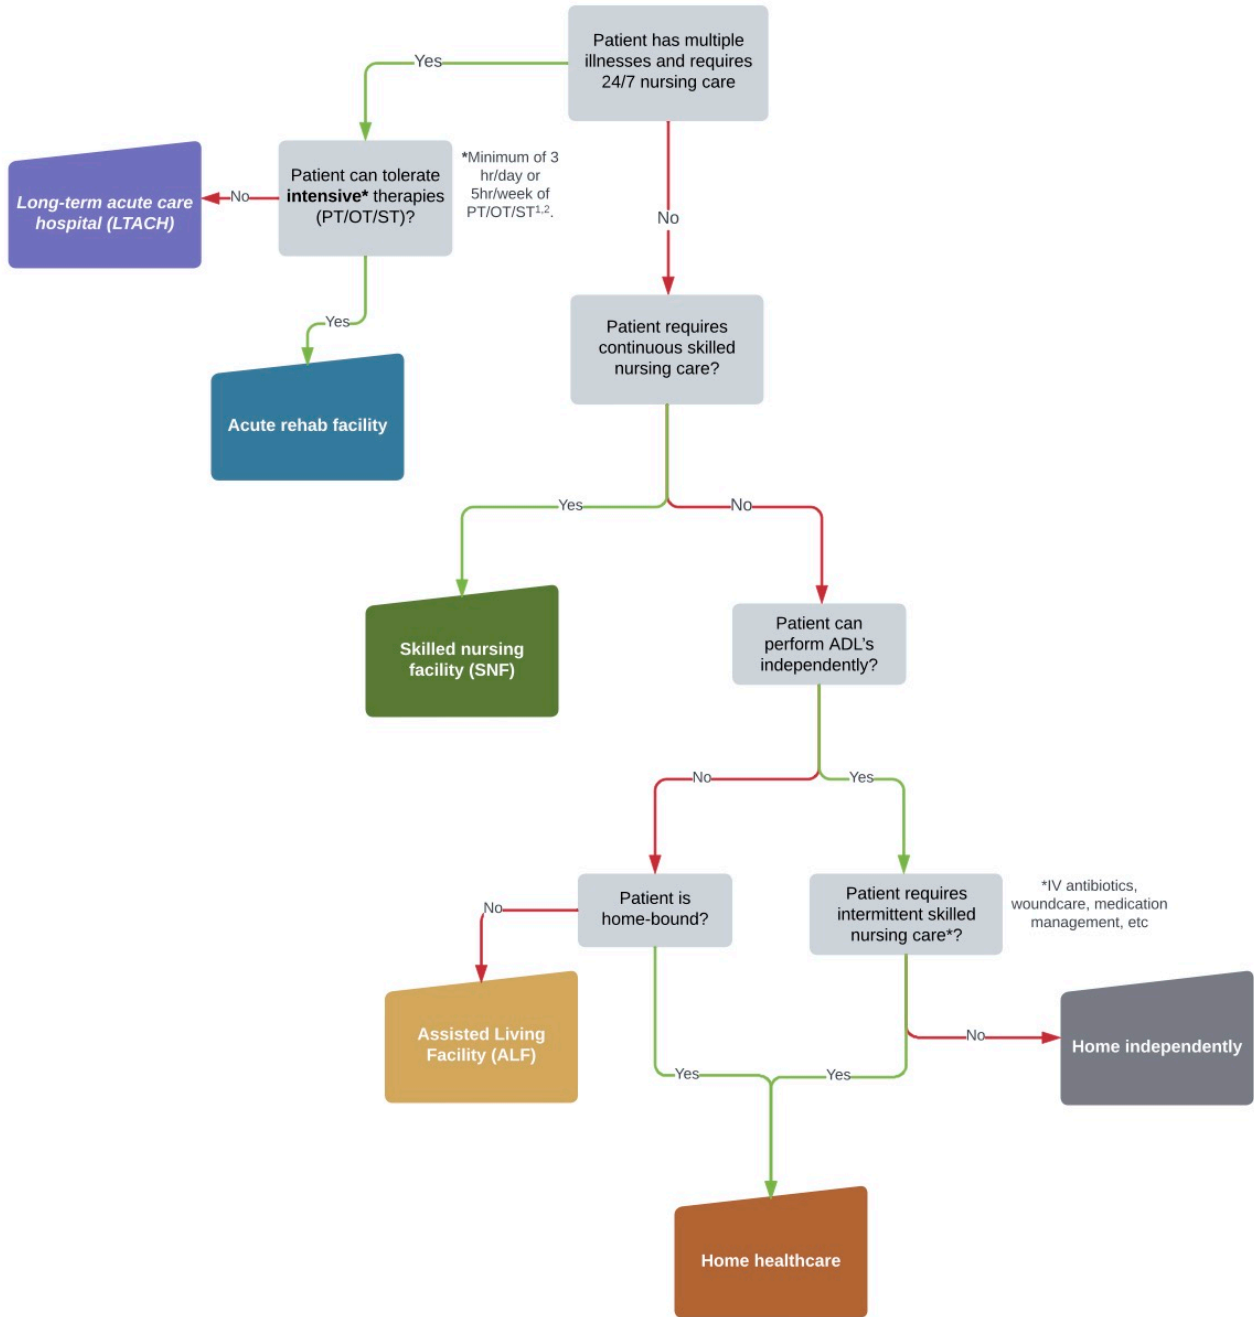 Patient has multiple
illnesses and requires
24/7 nursing care
Yes
No
Patient can tolerate
intensive* therapies
(PT/OT/ST)?
*Minimum of 3
hr/day or
5hr/week of
PT/OT/ST1,2.
No
Long-term acute care
hospital (LTACH)
Yes
Acute rehab facility
Patient requires
continuous skilled
nursing care?
Yes
No
Skilled nursing
facility (SNF)
Patient can
perform ADL's
independently?
No
Yes
Patient is
home-bound?
Patient requires
intermittent skilled
nursing care*?
*IV antibiotics,
woundcare, medication
management, etc
No
Assisted Living
Facility (ALF)
No
Home independently
Yes
Yes
Home healthcare